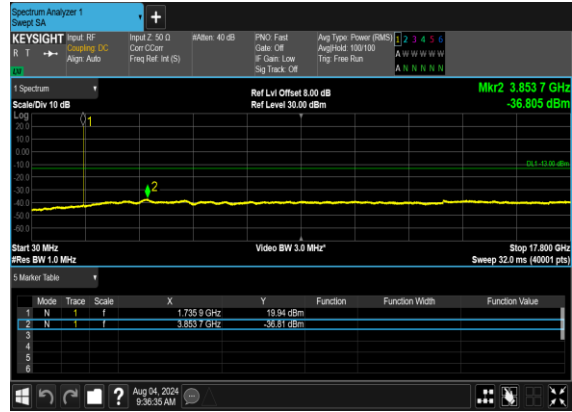 Spectrum Analyzer 1
Swept SA
+
KEYSIGHT Input: RF Input Z: 50 Ω #Atten: 40 dB PNO: Fast Avg Type: Power (RMS) 1 2 3 4 5 6
R T Coupling: DC Corr CCorr Gate: Off Avg|Hold: 100/100 A W W W W W
Align: Auto Freq Ref: Int (S) IF Gain: Low Trig: Free Run
Sig Track: Off A N N N N N
1 Spectrum Ref Lvl Offset 8.00 dB Mkr2 3.853 7 GHz
Scale/Div 10 dB Ref Level 30.00 dBm -36.805 dBm
Log
1
20.0
10.0
0.00
-10.0
DL1 -13.00 dBm
-20.0
2
-30.0
-40.0
-50.0
-60.0
Start 30 MHz Video BW 3.0 MHz* Stop 17.800 GHz
#Res BW 1.0 MHz Sweep 32.0 ms (40001 pts)
5 Marker Table
Mode Trace Scale X Y Function Function Width Function Value
1 N 1 f 1.735 9 GHz 19.94 dBm
2 N 1 f 3.853 7 GHz -36.81 dBm
3
4
5
6
? Aug 04, 2024
9:36:35 AM